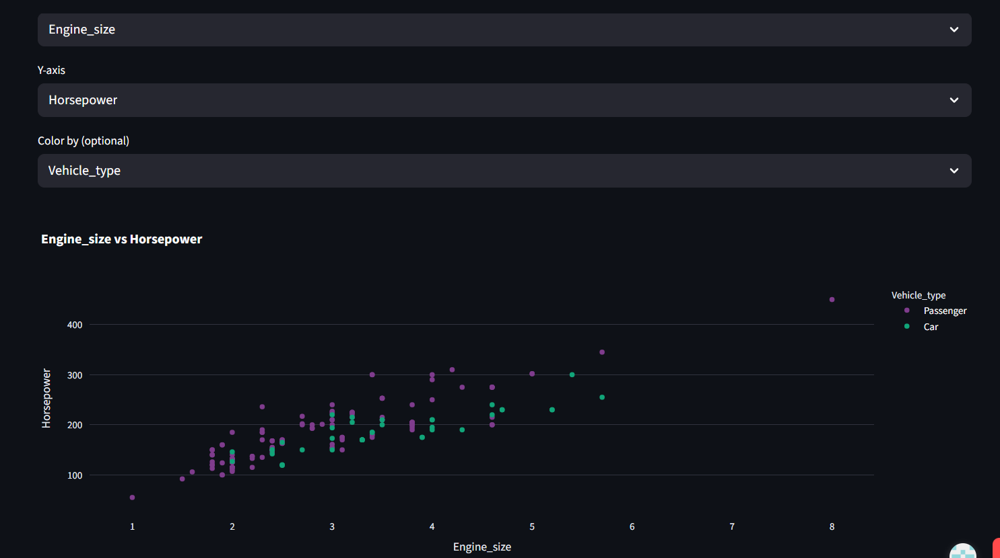 Engine_size
Y-axis
Horsepower
Color by (optional)
Vehicle_type
Engine_size vs Horsepower
Vehicle_type
Passenger
Car
400
300
200
100
Horsepower
1 2 3 4 5 6 7 8
Engine_size